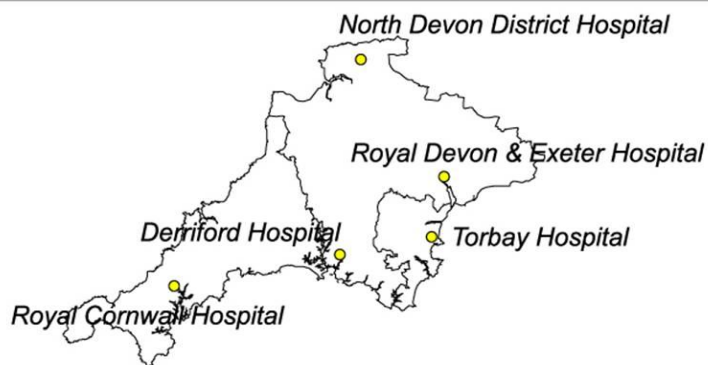 North Devon District Hospital
Royal Devon & Exeter Hospital
Derriford Hospital
Torbay Hospital
Royal Cornwall Hospital